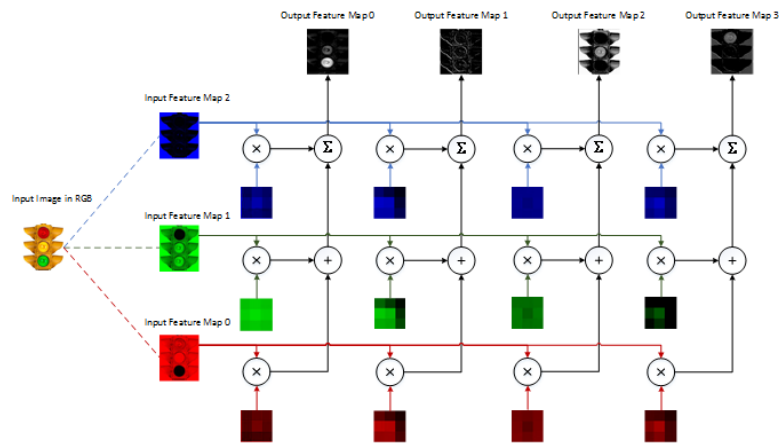 Output Feature Map 0
Output Feature Map 1
Output Feature Map 2
Output Feature Map 3
Input Feature Map 2
× Σ × Σ × Σ × Σ
Input Image in RGB
Input Feature Map 1
× + × + × + × +
Input Feature Map 0
× × × ×